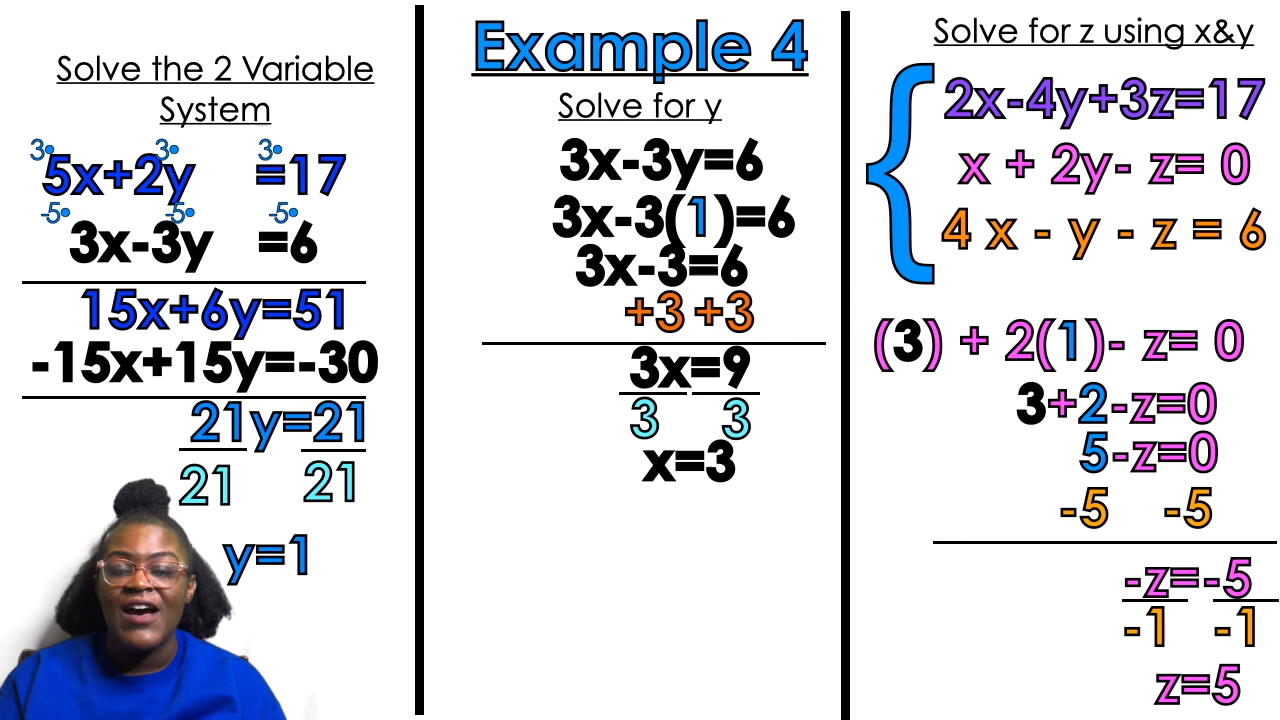 Solve the 2 Variable
System
3• 3• 3•
5x+2y =17
-5• -5• -5•
3x-3y =6
15x+6y=51
-15x+15y=-30
21y=21
21 21
y=1
Example 4
Solve for y
3x-3y=6
3x-3(1)=6
3x-3=6
+3 +3
3x=9
3 3
x=3
Solve for z using x&y
{
2x-4y+3z=17
x + 2y- z= 0
4 x - y - z = 6
(3) + 2(1)- z= 0
3+2-z=0
5-z=0
-5 -5
-z=-5
-1 -1
z=5